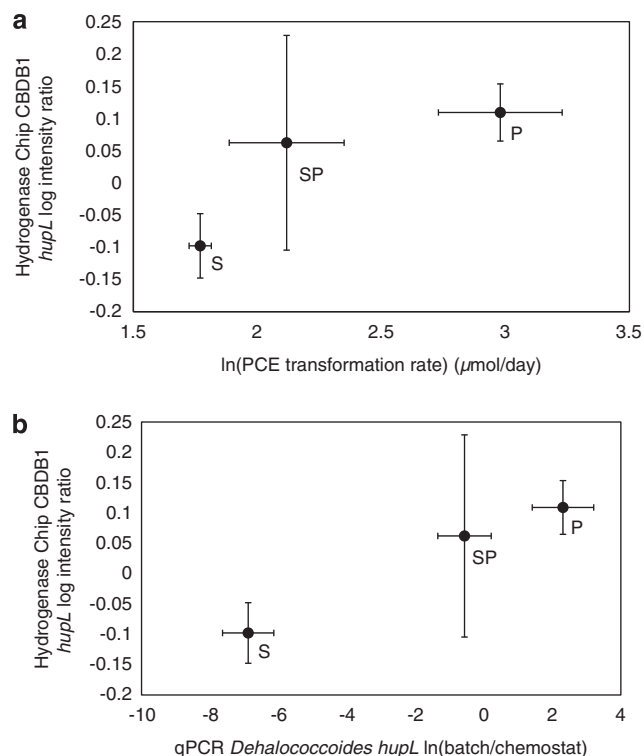 a
Hydrogenase Chip CBDB1
hupL log intensity ratio
0.25
0.2
0.15
0.1
0.05
0
-0.05
-0.1
-0.15
-0.2
P
SP
S
1.5
2
2.5
3
3.5
ln(PCE transformation rate) (µmol/day)
b
Hydrogenase Chip CBDB1
hupL log intensity ratio
0.25
0.2
0.15
0.1
0.05
0
-0.05
-0.1
-0.15
-0.2
P
SP
S
-10
-8
-6
-4
-2
0
2
4
qPCR Dehalococcoides hupL ln(batch/chemostat)